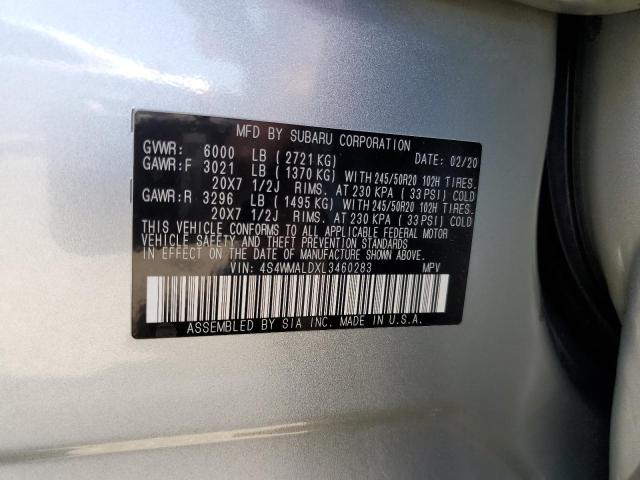 MFD BY SUBARU CORPORATION
GVWR: 6000 LB ( 2721 KG) DATE: 02/20
GAWR:F 3021 LB ( 1370 KG) WITH 245/50R20 102H TIRES,
20X7 1/2J RIMS, AT 230 KPA ( 33 PSI) COLD
GAWR:R 3296 LB ( 1495 KG) WITH 245/50R20 102H TIRES,
20X7 1/2J RIMS, AT 230 KPA ( 33 PSI) COLD
THIS VEHICLE CONFORMS TO ALL APPLICABLE FEDERAL MOTOR
VEHICLE SAFETY AND THEFT PREVENTION STANDARDS
IN EFFECT ON THE DATE OF MANUFACTURE SHOWN ABOVE.
VIN: 4S4WMALDXL3460283 MPV
ASSEMBLED BY SIA INC. MADE IN U.S.A.